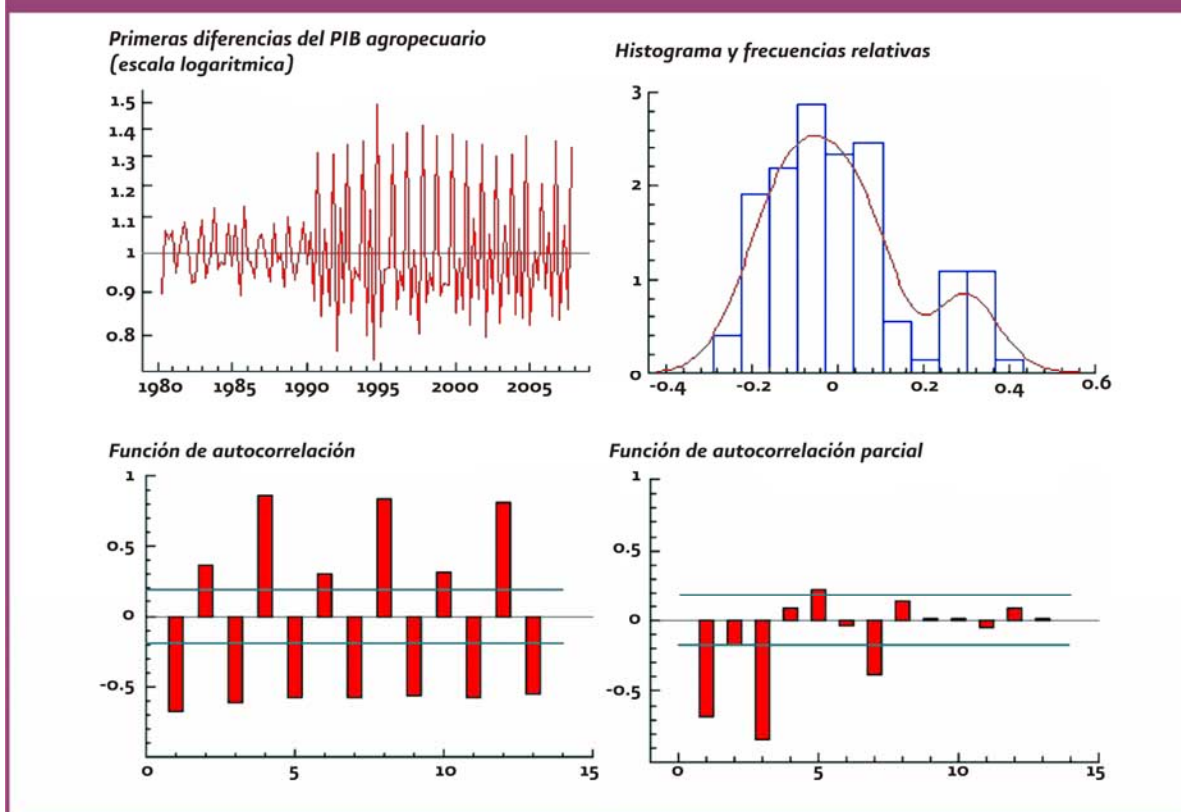 Primeras diferencias del PIB agropecuario
(escala logaritmica)
1.5
1.4
1.3
1.2
1.1
1
0.9
0.8
1980 1985 1990 1995 2000 2005
Histograma y frecuencias relativas
3
2
1
0
-0.4 -0.2 0 0.2 0.4 0.6
Función de autocorrelación
1
0.5
0
-0.5
0 5 10 15
Función de autocorrelación parcial
1
0.5
0
-0.5
0 5 10 15